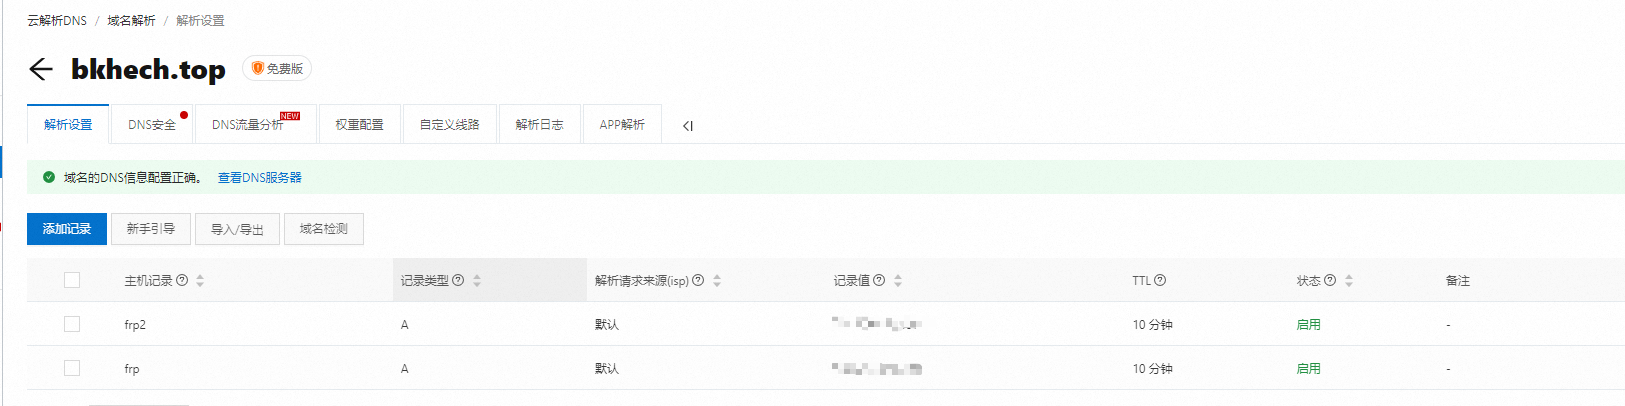 云解析DNS / 域名解析 / 解析设置
← bkhech.top 免费版
解析设置 DNS安全 DNS流量分析 NEW 权重配置 自定义线路 解析日志 APP解析
域名的DNS信息配置正确。 查看DNS服务器
添加记录 新手引导 导入/导出 域名检测
主机记录 记录类型 解析请求来源(isp) 记录值 TTL 状态 备注
frp2 A 默认 10 分钟 启用 -
frp A 默认 10 分钟 启用 -